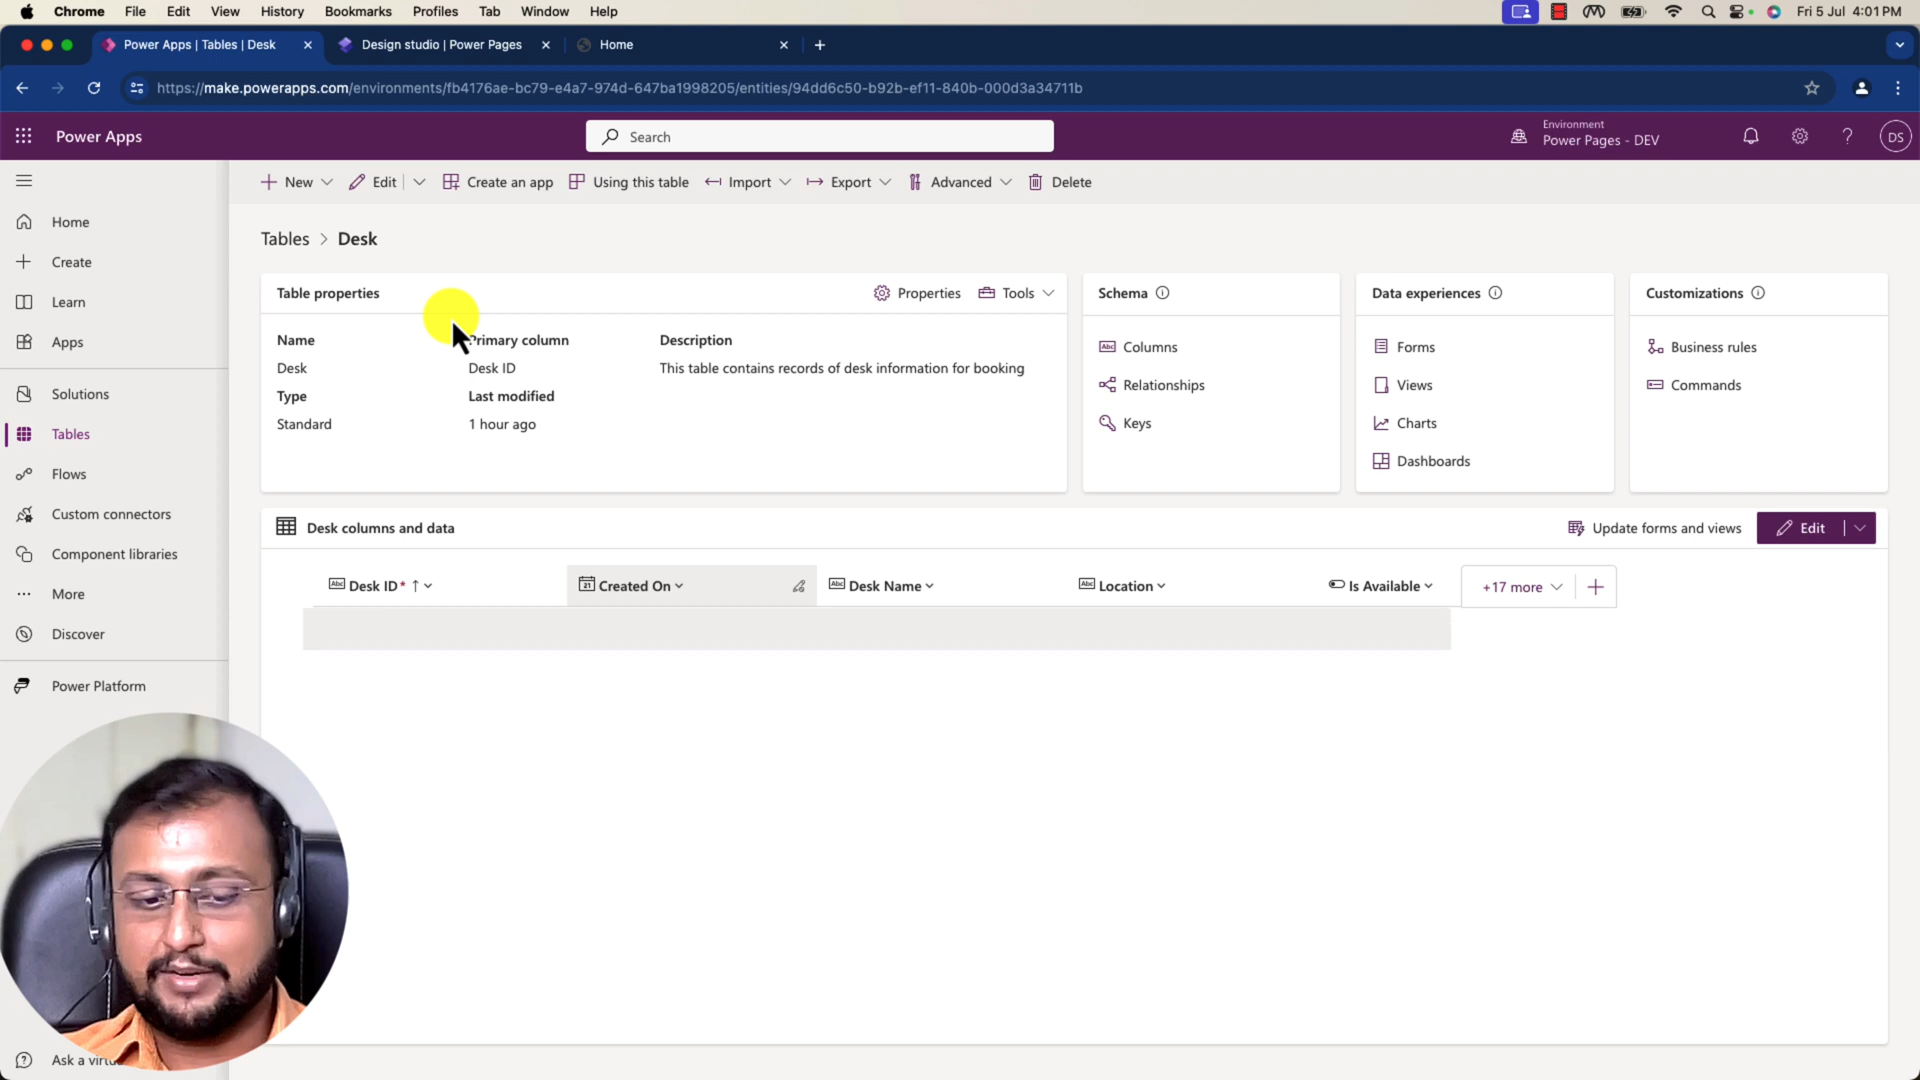 Chrome File Edit View History Bookmarks Profiles Tab Window Help Fri 5 Jul 4:01 PM
Power Apps | Tables | Desk Design studio | Power Pages Home
https://make.powerapps.com/environments/fb4176ae-bc79-e4a7-974d-647ba1998205/entities/94dd6c50-b92b-ef11-840b-000d3a34711b
Power Apps Search Environment
Power Pages - DEV DS
New Edit Create an app Using this table Import Export Advanced Delete
Home
Create
Learn
Apps
Solutions
Tables
Flows
Custom connectors
Component libraries
More
Discover
Power Platform
Ask a
Tables > Desk
Table properties Properties Tools
Name Primary column Description
Desk Desk ID This table contains records of desk information for booking
Type Last modified
Standard 1 hour ago
Schema
Columns
Relationships
Keys
Data experiences
Forms
Views
Charts
Dashboards
Customizations
Business rules
Commands
Desk columns and data Update forms and views Edit
Desk ID * Created On Desk Name Location Is Available +17 more